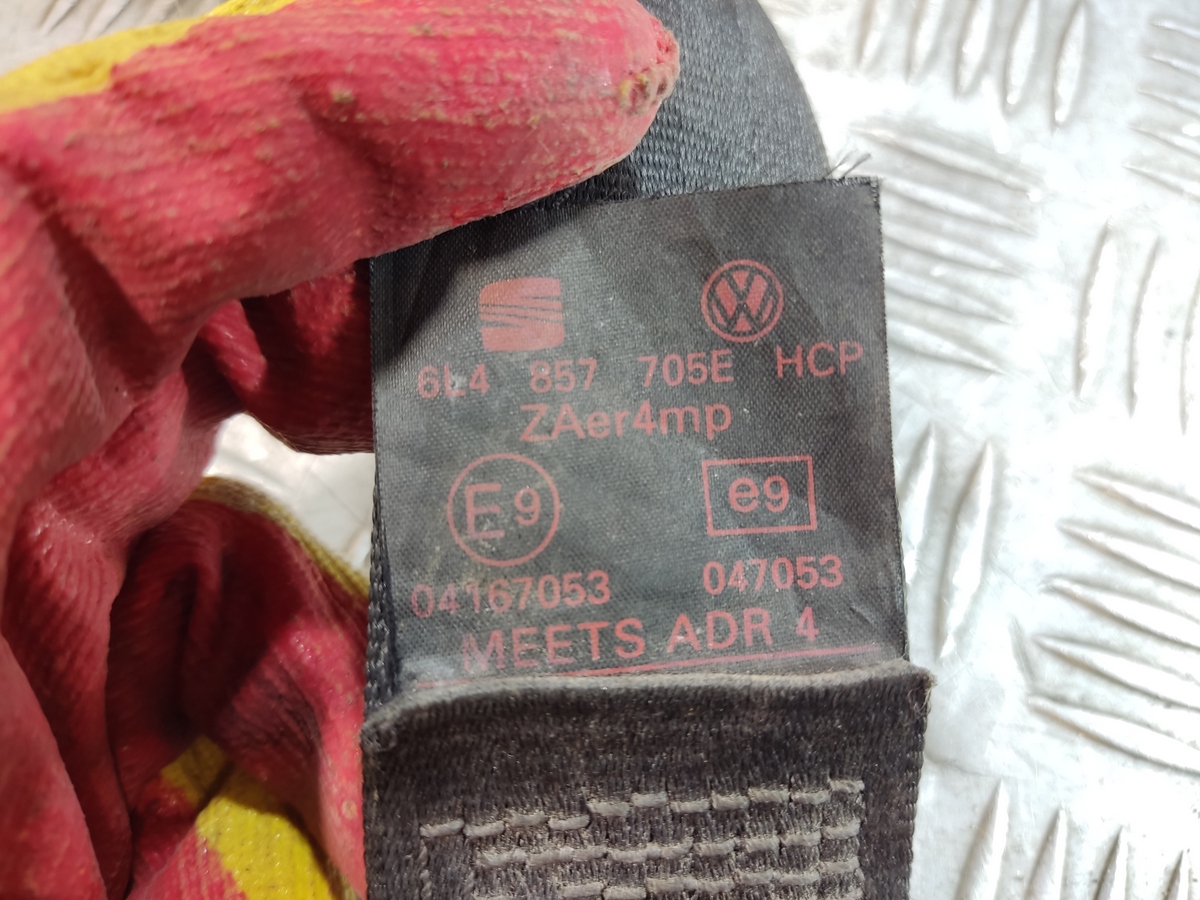 6L4 857 705E HCP
ZAer4mp
E9 e9
04167053 047053
MEETS ADR 4